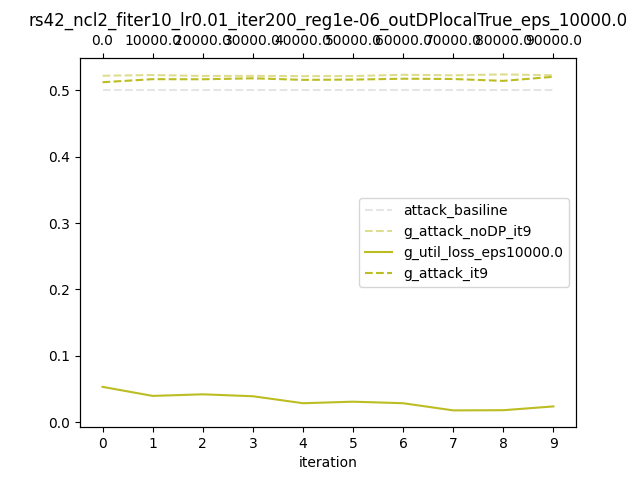 rs42_ncl2_fiter10_lr0.01_iter200_reg1e-06_outDPlocalTrue_eps_10000.0
0.0 10000.0 20000.0 30000.0 40000.0 50000.0 60000.0 70000.0 80000.0 90000.0
0.5
0.4
0.3
0.2
0.1
0.0
attack_basiline
g_attack_noDP_it9
g_util_loss_eps10000.0
g_attack_it9
0 1 2 3 4 5 6 7 8 9
iteration